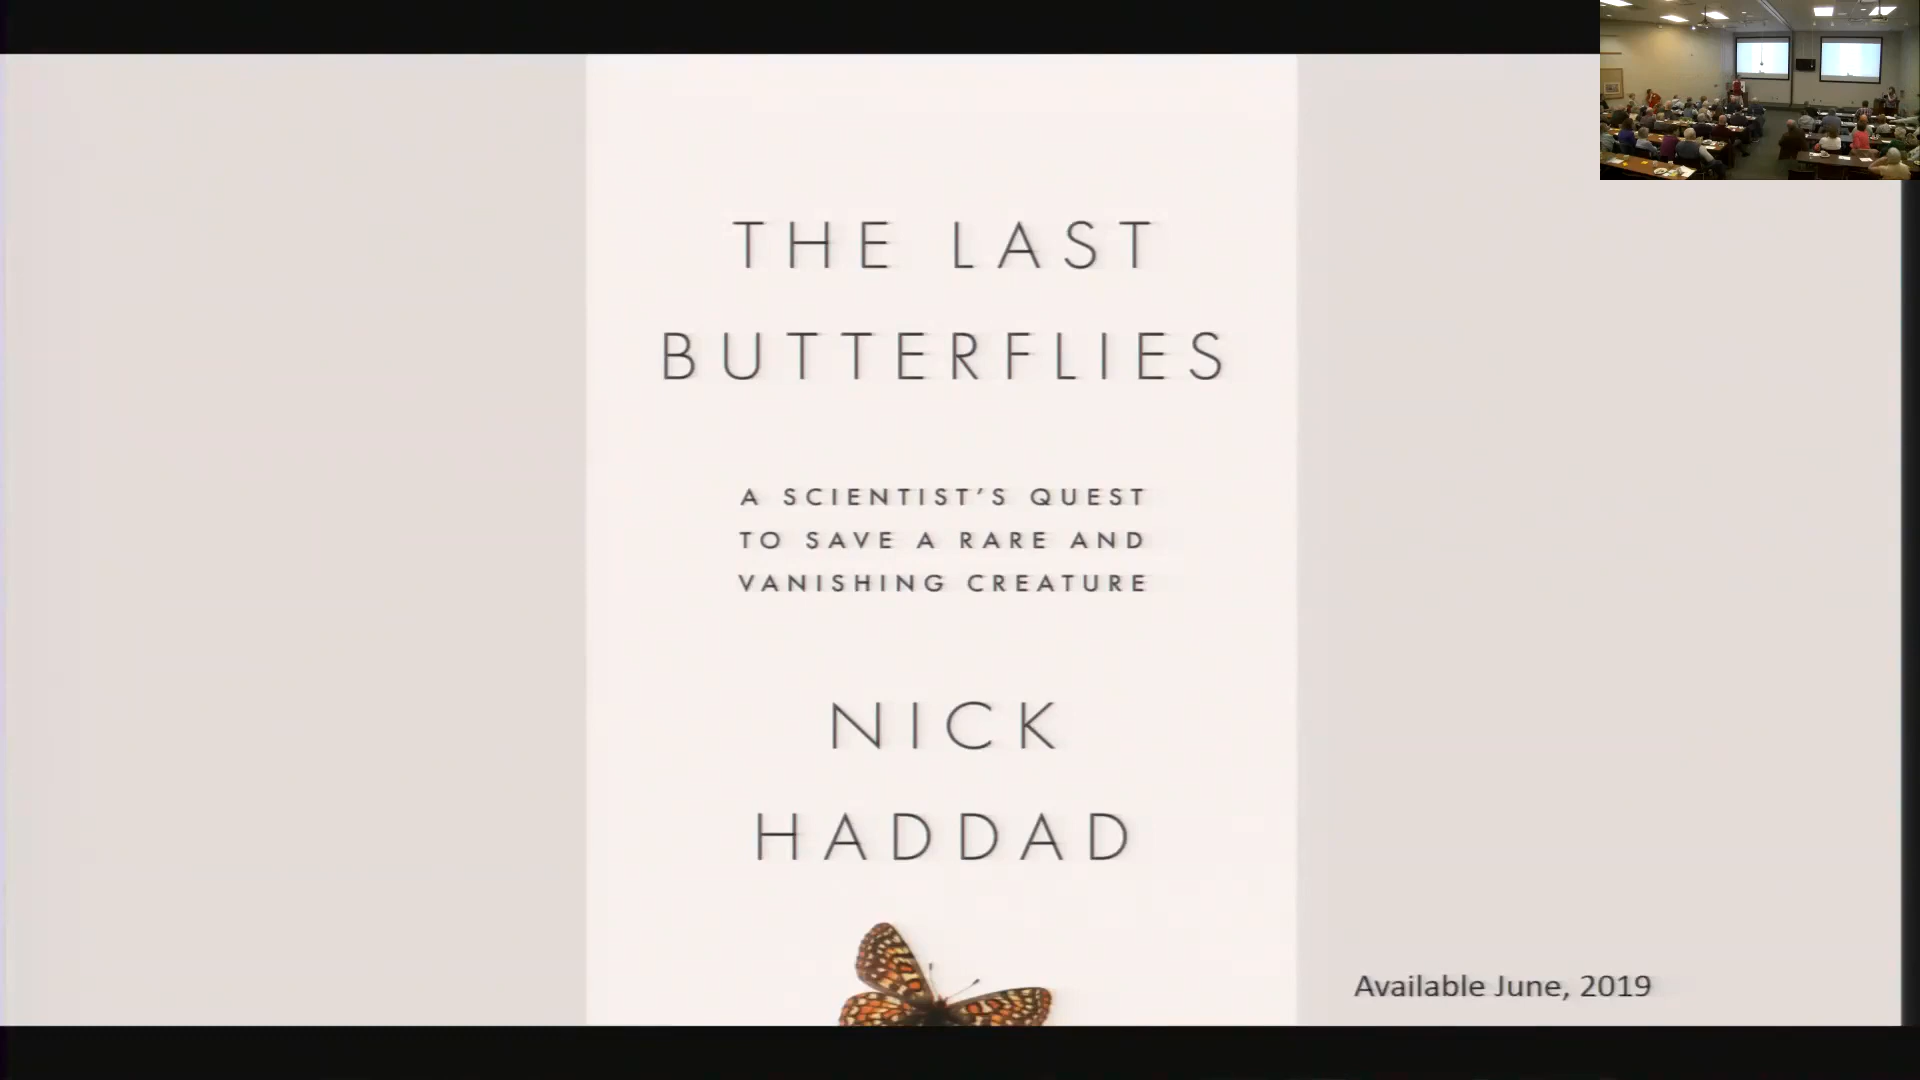 THE LAST
BUTTERFLIES
A SCIENTIST’S QUEST
TO SAVE A RARE AND
VANISHING CREATURE
NICK
HADDAD
Available June, 2019